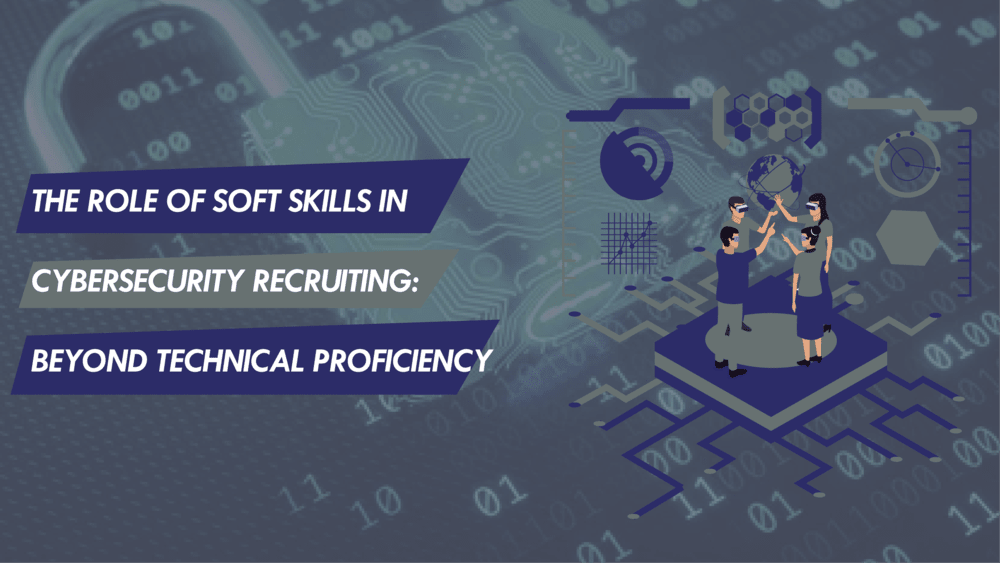 THE ROLE OF SOFT SKILLS IN
CYBERSECURITY RECRUITING:
BEYOND TECHNICAL PROFICIENCY